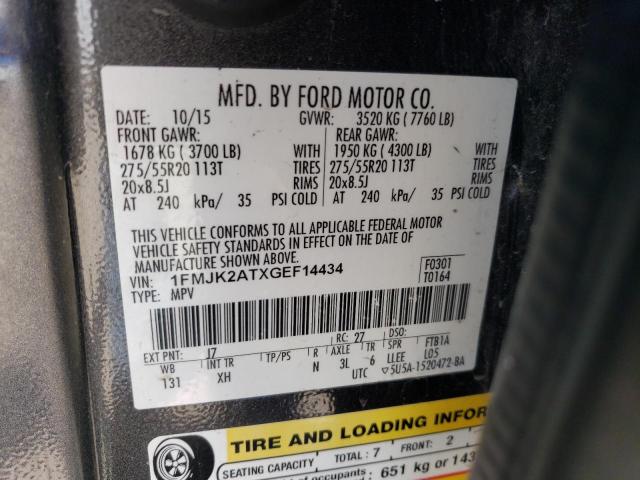 MFD. BY FORD MOTOR CO.
DATE: 10/15 GVWR: 3520 KG ( 7760 LB)
FRONT GAWR: REAR GAWR:
1678 KG ( 3700 LB) WITH 1950 KG ( 4300 LB) WITH
275/55R20 113T TIRES 275/55R20 113T TIRES
20x8.5J RIMS 20x8.5J RIMS
AT 240 kPa/ 35 PSI COLD AT 240 kPa/ 35 PSI COLD
THIS VEHICLE CONFORMS TO ALL APPLICABLE FEDERAL MOTOR
VEHICLE SAFETY STANDARDS IN EFFECT ON THE DATE OF
MANUFACTURE SHOWN ABOVE.
VIN: 1FMJK2ATXGEF14434 F0301
TYPE: MPV T0164
RC: 27 DSO:
EXT PNT: J7
WB INT TR TP/PS R AXLE TR SPR FTB1A
131 XH N 3L 6 LLEE L05
UTC ▽5U5A-1520472-BA
TIRE AND LOADING INFOR
SEATING CAPACITY TOTAL : 7 FRONT: 2
of occupants 651 kg or 143